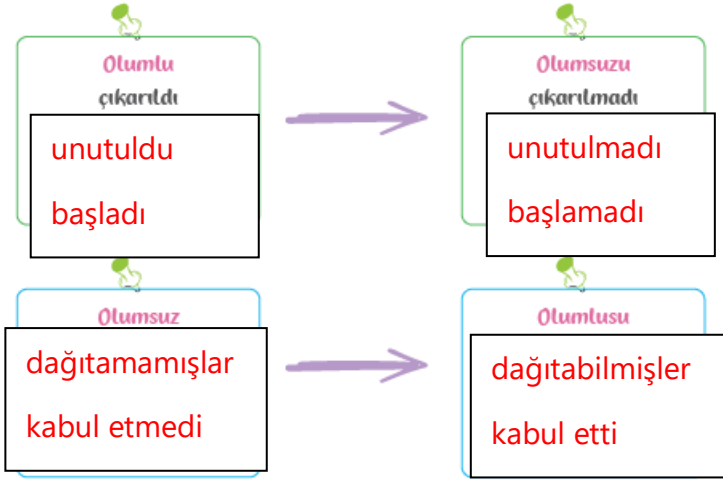 Olumlu
çıkarıldı
unutuldu
başladı
Olumsuzu
çıkarılmadı
unutulmadı
başlamadı
Olumsuz
dağıtamamışlar
kabul etmedi
Olumlusu
dağıtabilmişler
kabul etti